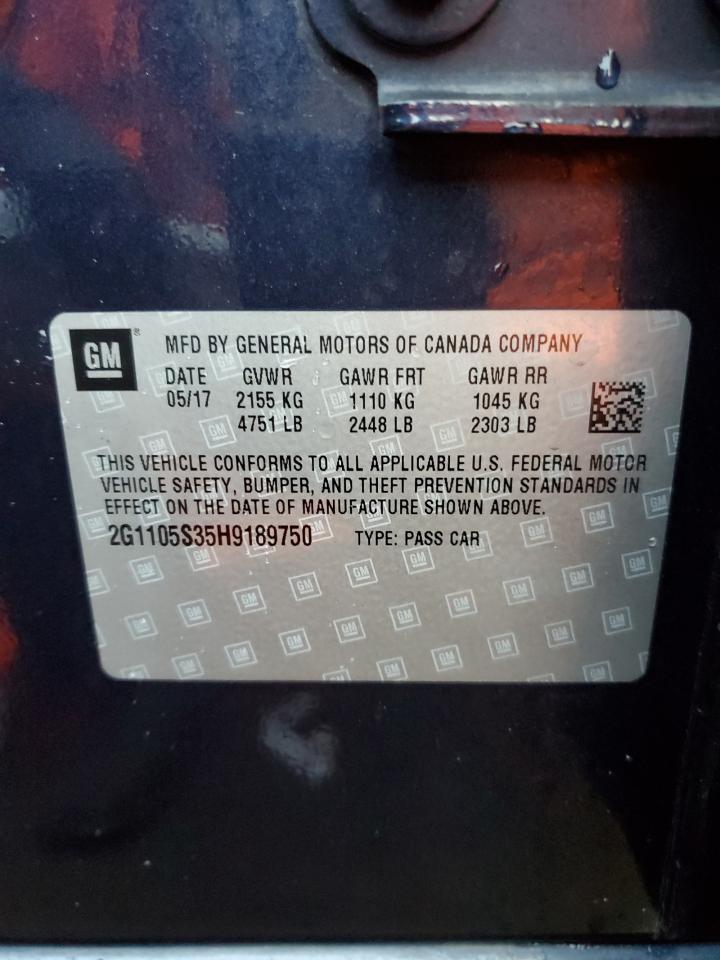 GM ® MFD BY GENERAL MOTORS OF CANADA COMPANY
DATE GVWR GAWR FRT GAWR RR
05/17 2155 KG 1110 KG 1045 KG
4751 LB 2448 LB 2303 LB
THIS VEHICLE CONFORMS TO ALL APPLICABLE U.S. FEDERAL MOTOR
VEHICLE SAFETY, BUMPER, AND THEFT PREVENTION STANDARDS IN
EFFECT ON THE DATE OF MANUFACTURE SHOWN ABOVE.
2G1105S35H9189750 TYPE: PASS CAR